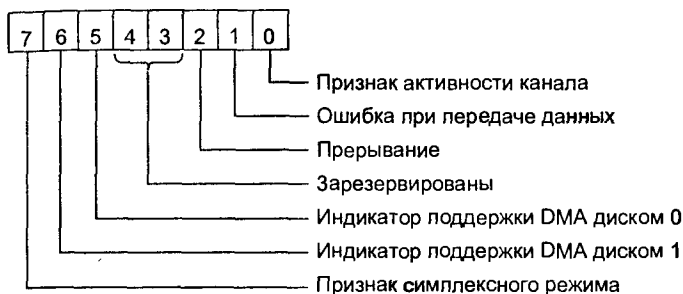 7 6 5 4 3 2 1 0
Признак активности канала
Ошибка при передаче данных
Прерывание
Зарезервированы
Индикатор поддержки DMA диском 0
Индикатор поддержки DMA диском 1
Признак симплексного режима